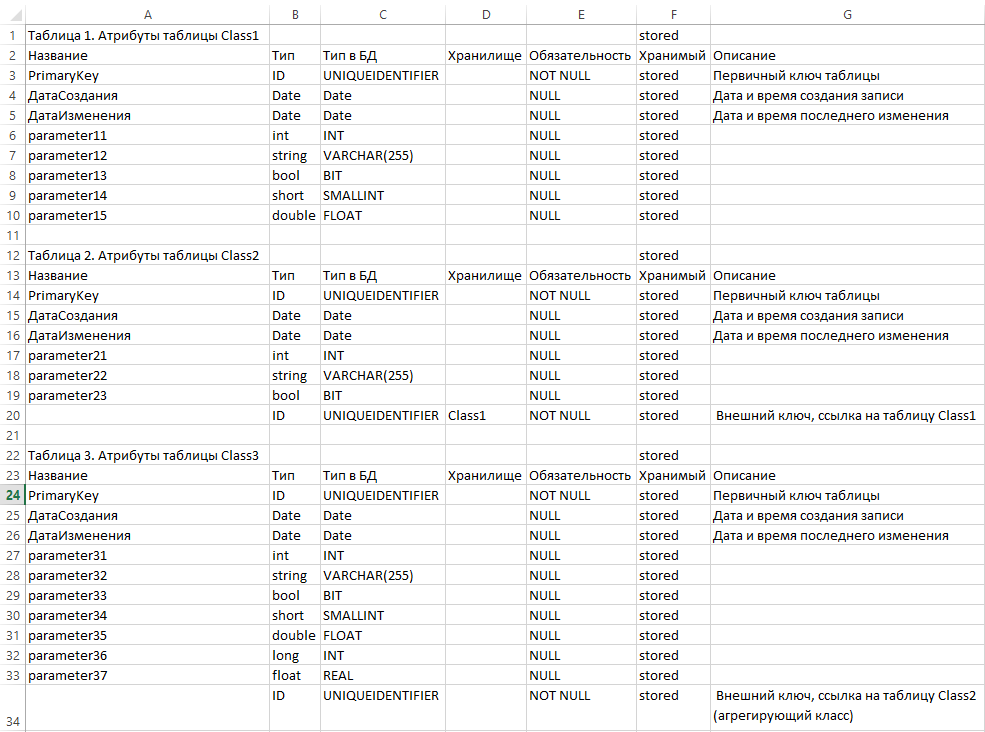 A B C D E F G
1 Таблица 1. Атрибуты таблицы Class1 stored
2 Название Тип Тип в БД Хранилище Обязательность Хранимый Описание
3 PrimaryKey ID UNIQUEIDENTIFIER NOT NULL stored Первичный ключ таблицы
4 ДатаСоздания Date Date NULL stored Дата и время создания записи
5 ДатаИзменения Date Date NULL stored Дата и время последнего изменения
6 parameter11 int INT NULL stored
7 parameter12 string VARCHAR(255) NULL stored
8 parameter13 bool BIT NULL stored
9 parameter14 short SMALLINT NULL stored
10 parameter15 double FLOAT NULL stored
11
12 Таблица 2. Атрибуты таблицы Class2 stored
13 Название Тип Тип в БД Хранилище Обязательность Хранимый Описание
14 PrimaryKey ID UNIQUEIDENTIFIER NOT NULL stored Первичный ключ таблицы
15 ДатаСоздания Date Date NULL stored Дата и время создания записи
16 ДатаИзменения Date Date NULL stored Дата и время последнего изменения
17 parameter21 int INT NULL stored
18 parameter22 string VARCHAR(255) NULL stored
19 parameter23 bool BIT NULL stored
20 ID UNIQUEIDENTIFIER Class1 NOT NULL stored Внешний ключ, ссылка на таблицу Class1
21
22 Таблица 3. Атрибуты таблицы Class3 stored
23 Название Тип Тип в БД Хранилище Обязательность Хранимый Описание
24 PrimaryKey ID UNIQUEIDENTIFIER NOT NULL stored Первичный ключ таблицы
25 ДатаСоздания Date Date NULL stored Дата и время создания записи
26 ДатаИзменения Date Date NULL stored Дата и время последнего изменения
27 parameter31 int INT NULL stored
28 parameter32 string VARCHAR(255) NULL stored
29 parameter33 bool BIT NULL stored
30 parameter34 short SMALLINT NULL stored
31 parameter35 double FLOAT NULL stored
32 parameter36 long INT NULL stored
33 parameter37 float REAL NULL stored
ID UNIQUEIDENTIFIER NOT NULL stored Внешний ключ, ссылка на таблицу Class2
34 (агрегирующий класс)